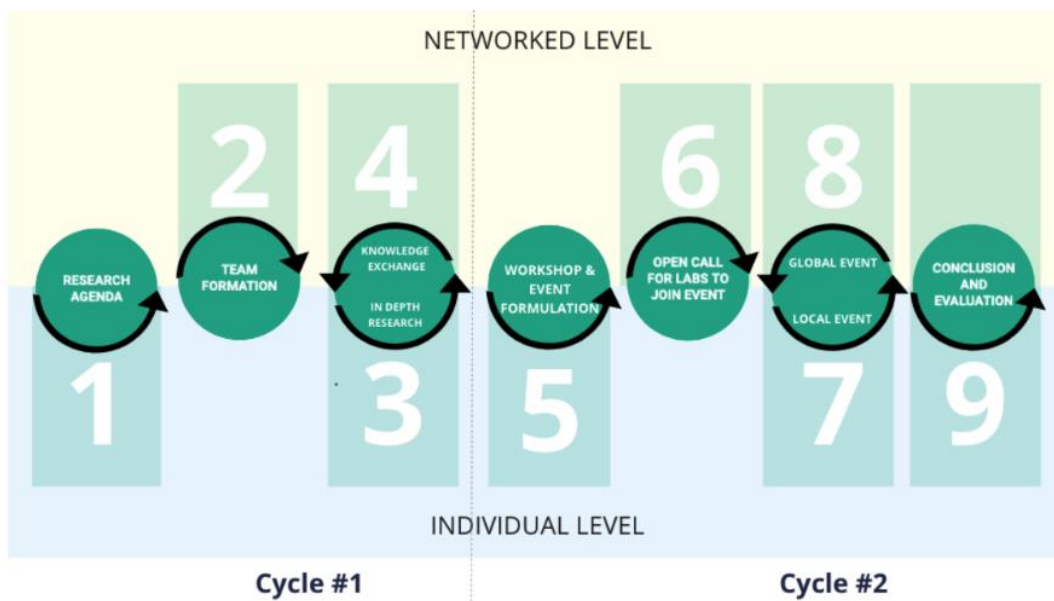 NETWORKED LEVEL
2
4
6
8
RESEARCH
AGENDA
TEAM
FORMATION
KNOWLEDGE
EXCHANGE
IN DEPTH
RESEARCH
WORKSHOP &
EVENT
FORMULATION
OPEN CALL
FOR LABS TO
JOIN EVENT
GLOBAL EVENT
LOCAL EVENT
CONCLUSION
AND
EVALUATION
1
3
5
7
9
INDIVIDUAL LEVEL
Cycle #1
Cycle #2